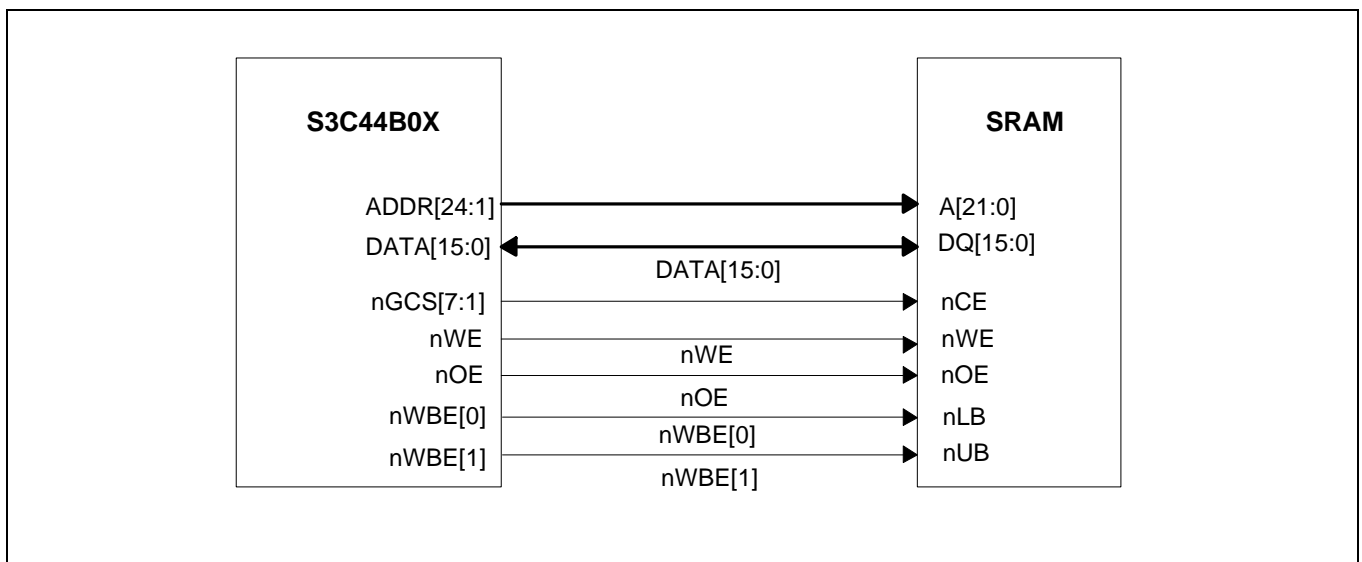 S3C44B0X SRAM
ADDR[24:1] A[21:0]
DATA[15:0] DQ[15:0]
DATA[15:0]
nGCS[7:1] nCE
nWE nWE
nWE
nOE nOE
nOE
nWBE[0] nLB
nWBE[0]
nWBE[1] nUB
nWBE[1]